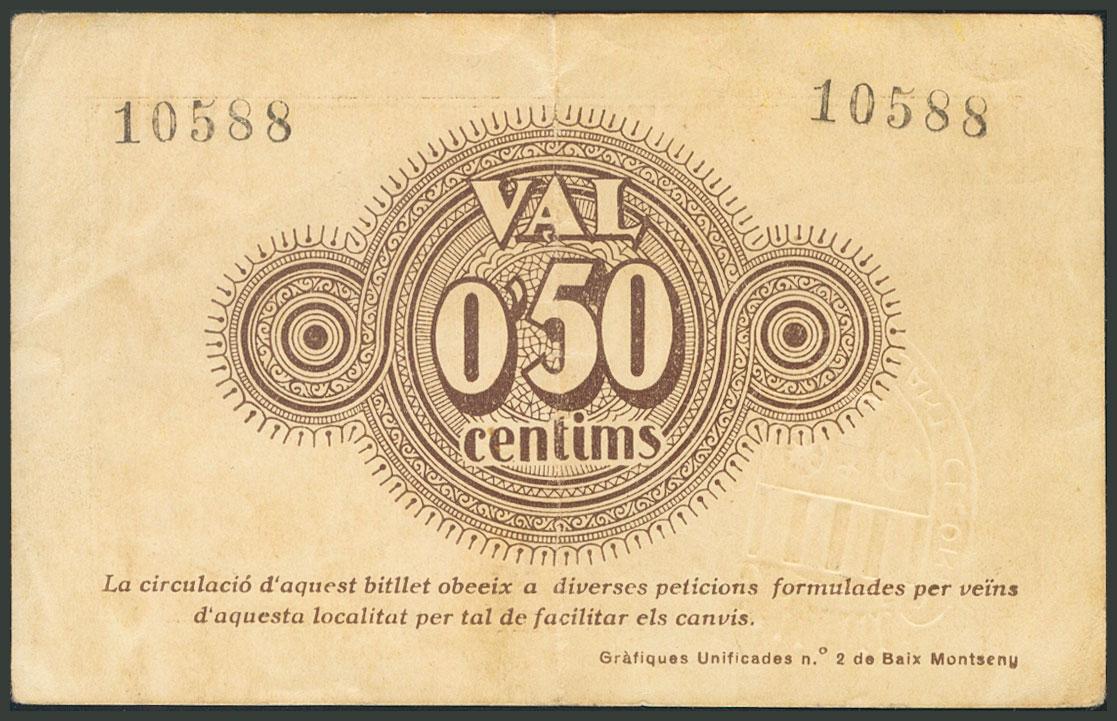 10588
10588
VAL
0'50
centims
La circulació d'aquest bitllet obeeix a diverses peticions formulades per veïns
d'aquesta localitat per tal de facilitar els canvis.
Gràfiques Unificades n.º 2 de Baix Montseny